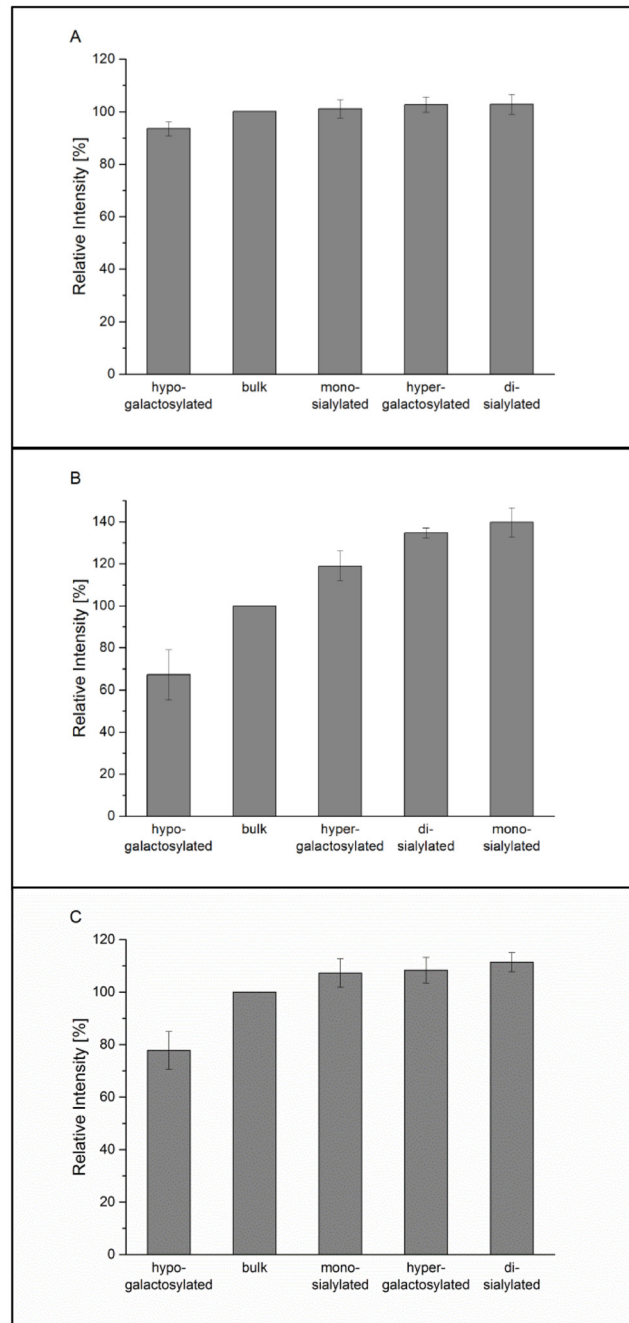 A
Relative Intensity [%]
120
100
80
60
40
20
0
hypo-
galactosylated
bulk
mono-
sialylated
hyper-
galactosylated
di-
sialylated
B
Relative Intensity [%]
140
120
100
80
60
40
20
0
hypo-
galactosylated
bulk
hyper-
galactosylated
di-
sialylated
mono-
sialylated
C
Relative Intensity [%]
120
100
80
60
40
20
0
hypo-
galactosylated
bulk
mono-
sialylated
hyper-
galactosylated
di-
sialylated